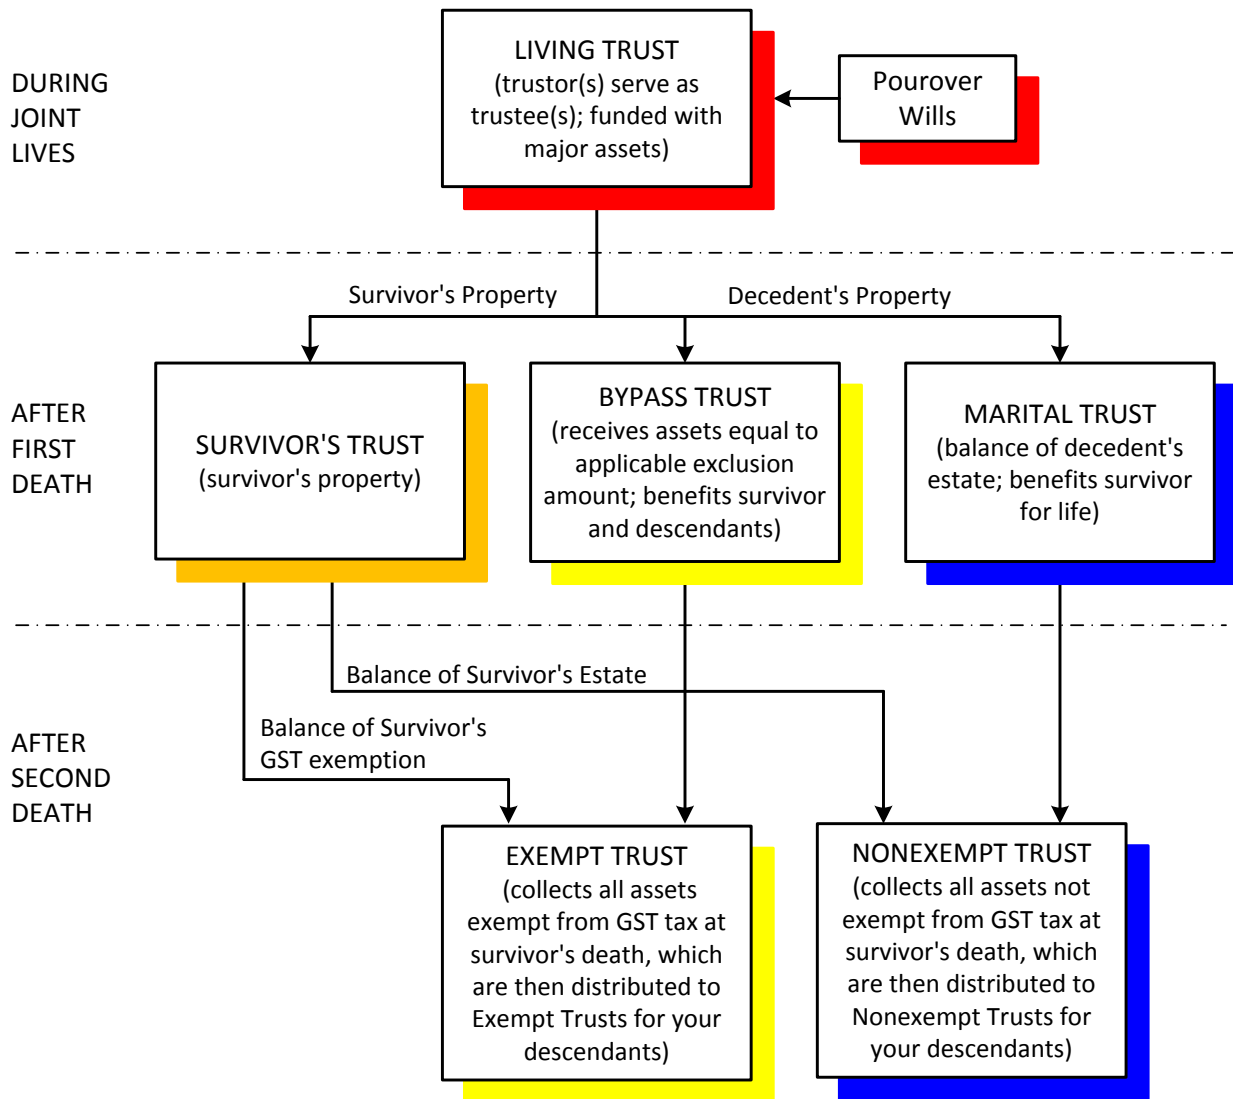 DURING
JOINT
LIVES
LIVING TRUST
(trustor(s) serve as
trustee(s); funded with
major assets)
Pourover
Wills
Survivor's Property
Decedent's Property
AFTER
FIRST
DEATH
SURVIVOR'S TRUST
(survivor's property)
BYPASS TRUST
(receives assets equal to
applicable exclusion
amount; benefits survivor
and descendants)
MARITAL TRUST
(balance of decedent's
estate; benefits survivor
for life)
Balance of Survivor's Estate
Balance of Survivor's
GST exemption
AFTER
SECOND
DEATH
EXEMPT TRUST
(collects all assets
exempt from GST tax at
survivor's death, which
are then distributed to
Exempt Trusts for your
descendants)
NONEXEMPT TRUST
(collects all assets not
exempt from GST tax at
survivor's death, which
are then distributed to
Nonexempt Trusts for
your descendants)